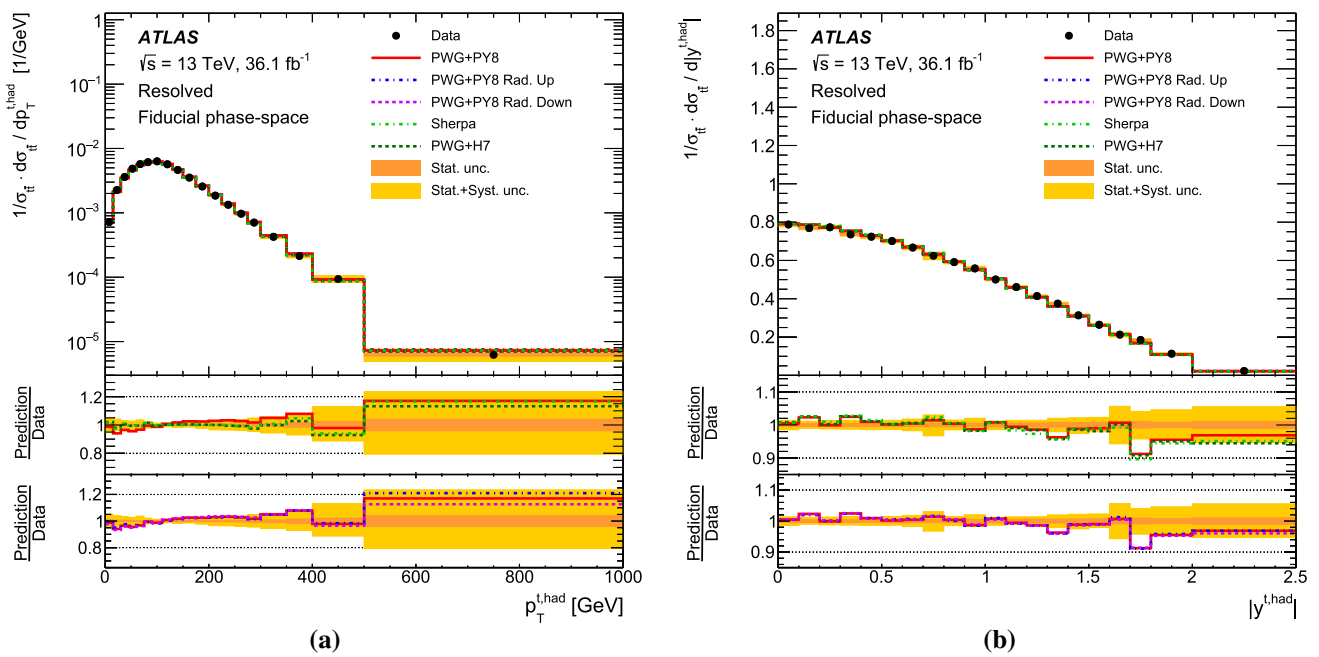 1/σ_tt̄ · dσ_tt̄ / dp_T^t,had [1/GeV]
1
10⁻¹
10⁻²
10⁻³
10⁻⁴
10⁻⁵
ATLAS
√s = 13 TeV, 36.1 fb⁻¹
Resolved
Fiducial phase-space
Data
PWG+PY8
PWG+PY8 Rad. Up
PWG+PY8 Rad. Down
Sherpa
PWG+H7
Stat. unc.
Stat.+Syst. unc.
Prediction
Data
1.2
1
0.8
Prediction
Data
1.2
1
0.8
0 200 400 600 800 1000
p_T^t,had [GeV]
(a)
1/σ_tt̄ · dσ_tt̄ / d|y^t,had|
1.8
1.6
1.4
1.2
1
0.8
0.6
0.4
0.2
ATLAS
√s = 13 TeV, 36.1 fb⁻¹
Resolved
Fiducial phase-space
Data
PWG+PY8
PWG+PY8 Rad. Up
PWG+PY8 Rad. Down
Sherpa
PWG+H7
Stat. unc.
Stat.+Syst. unc.
Prediction
Data
1.1
1
0.9
Prediction
Data
1.1
1
0.9
0 0.5 1 1.5 2 2.5
|y^t,had|
(b)